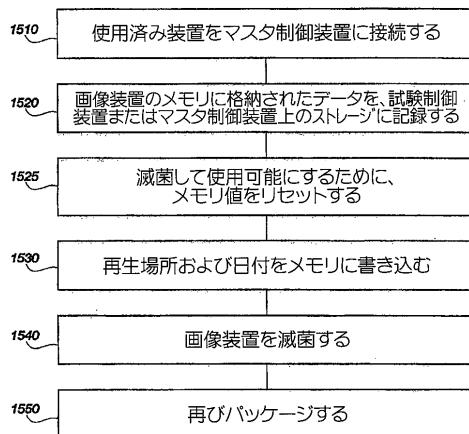 1510
使用済み装置をマスタ制御装置に接続する
1520
画像装置のメモリに格納されたデータを、試験制御
装置またはマスタ制御装置上のストレージに記録する
1525
滅菌して使用可能にするために、
メモリ値をリセットする
1530
再生場所および日付をメモリに書き込む
1540
画像装置を滅菌する
1550
再びパッケージする